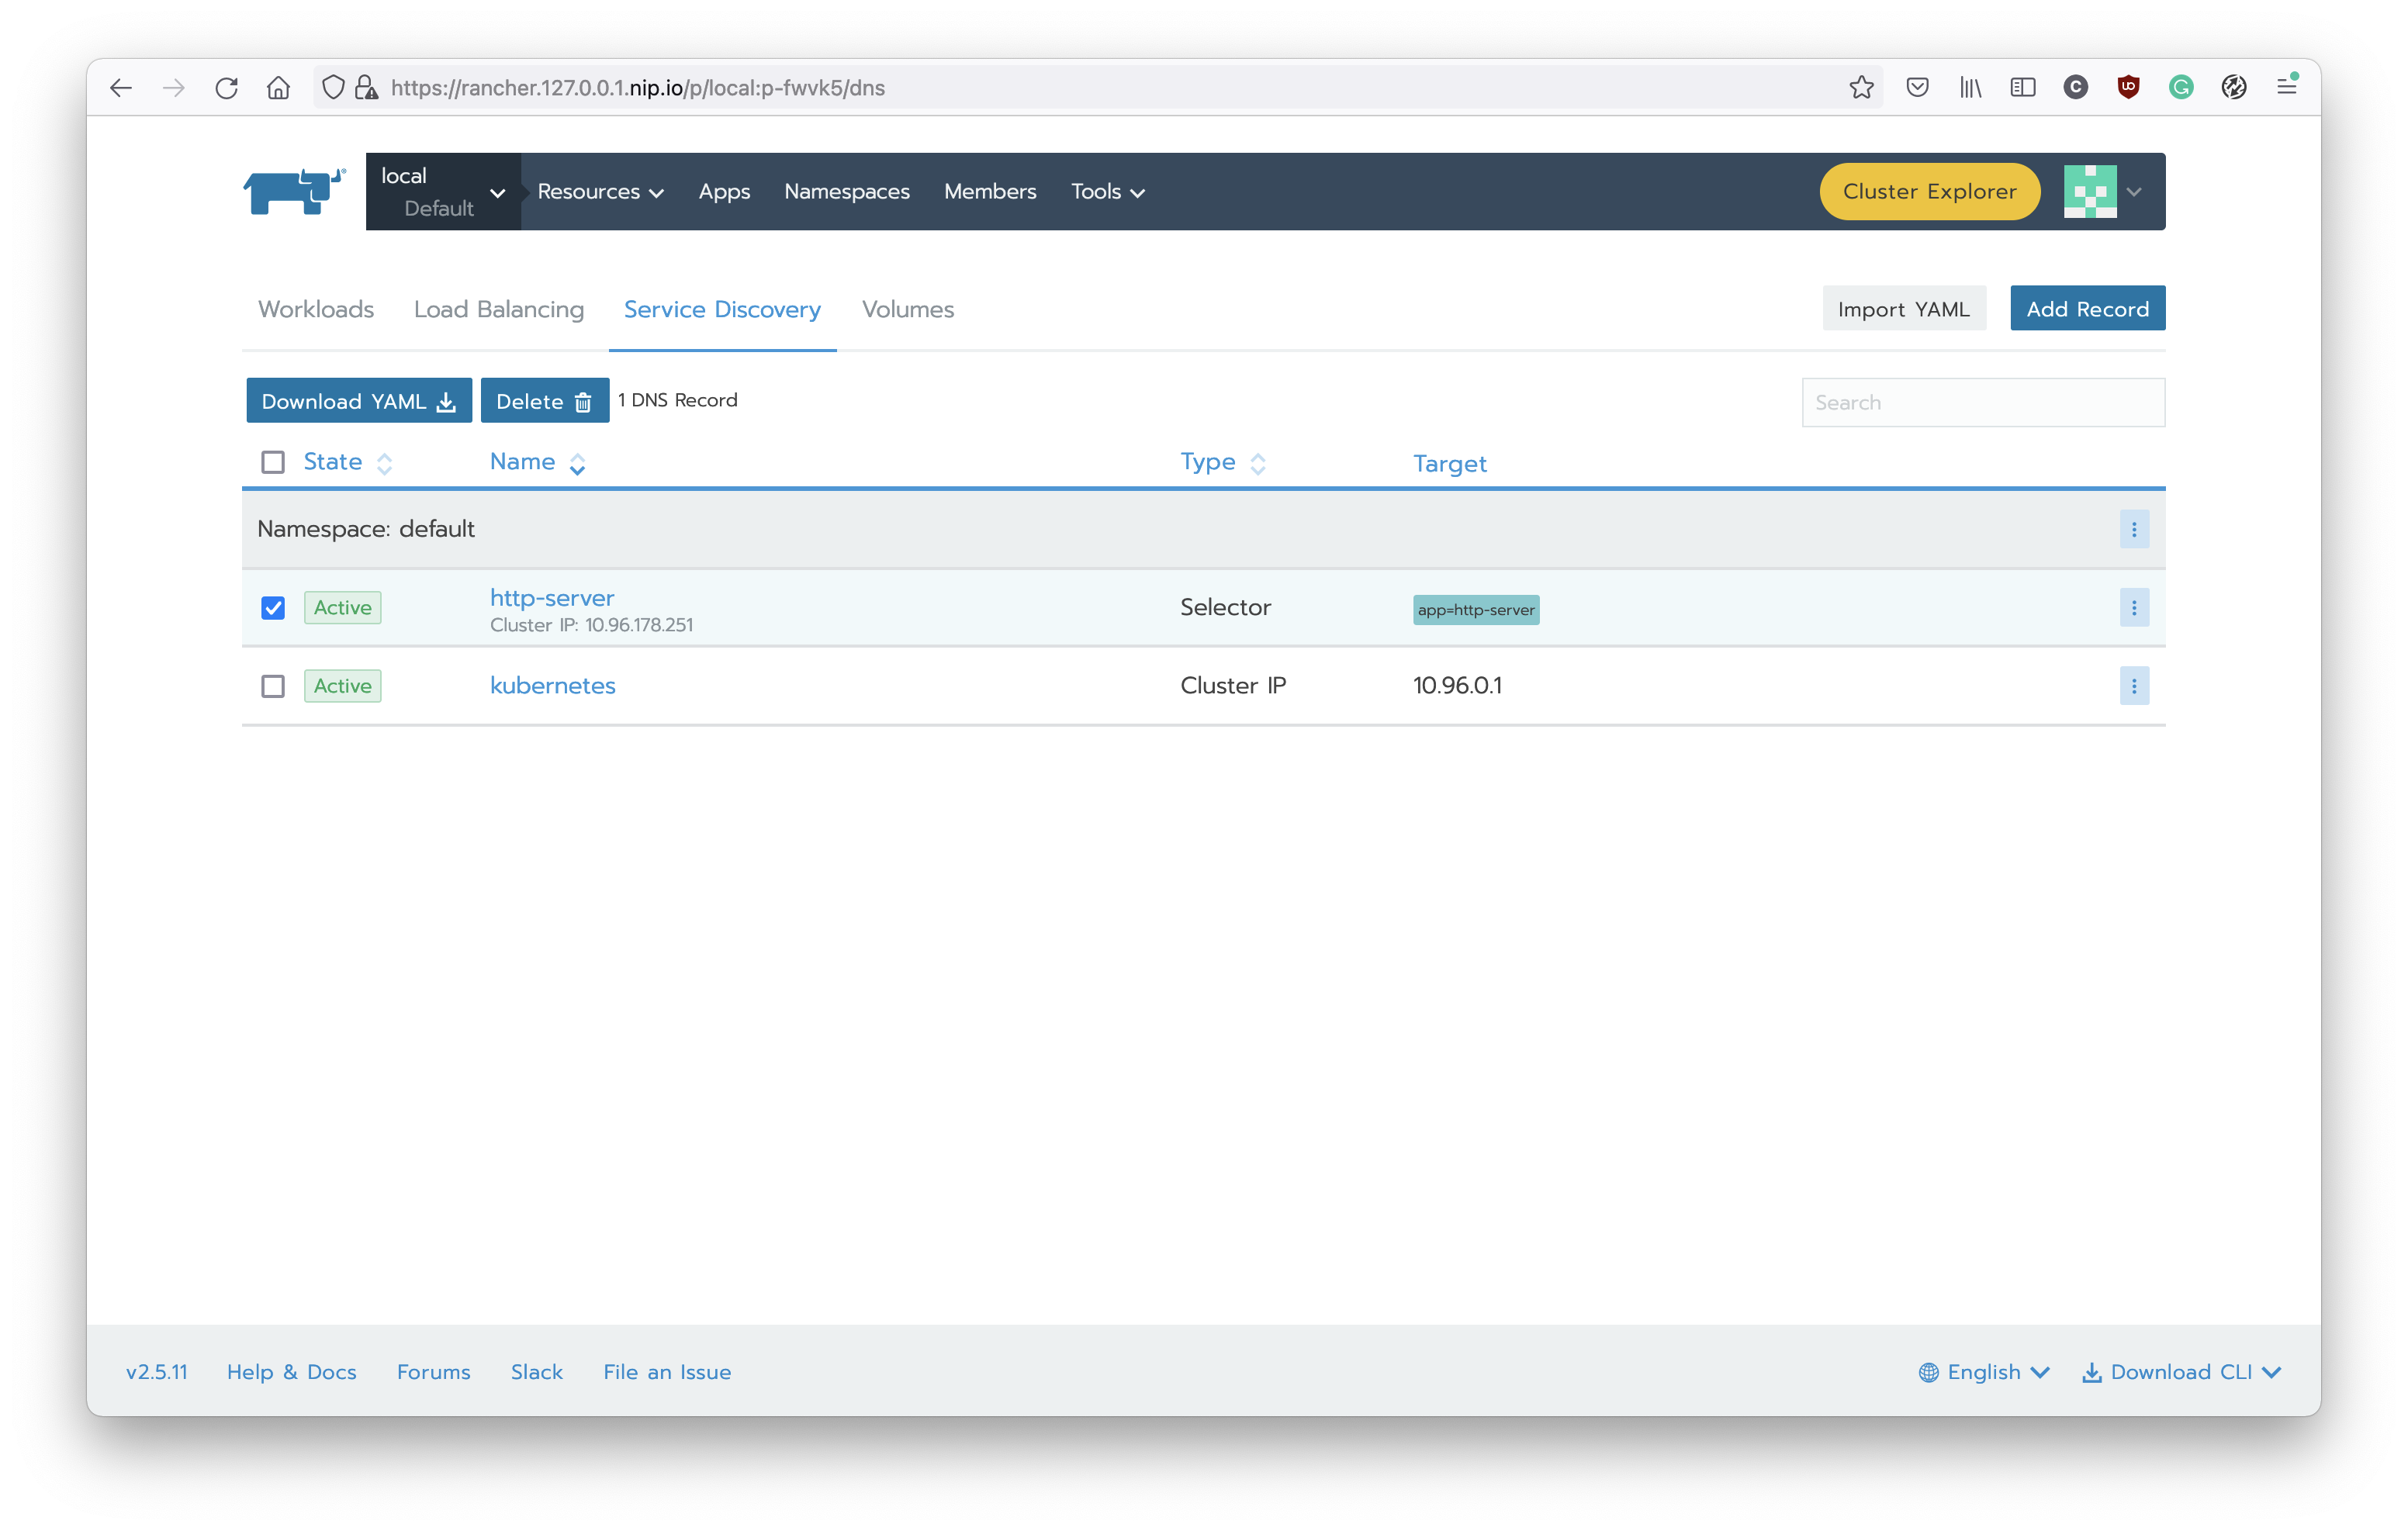 https://rancher.127.0.0.1.nip.io/p/local:p-fwvk5/dns
local
Default
Resources Apps Namespaces Members Tools
Cluster Explorer
Workloads Load Balancing Service Discovery Volumes
Import YAML Add Record
Download YAML Delete 1 DNS Record
Search
State Name Type Target
Namespace: default
Active http-server Selector app=http-server
Cluster IP: 10.96.178.251
Active kubernetes Cluster IP 10.96.0.1
v2.5.11 Help & Docs Forums Slack File an Issue English Download CLI